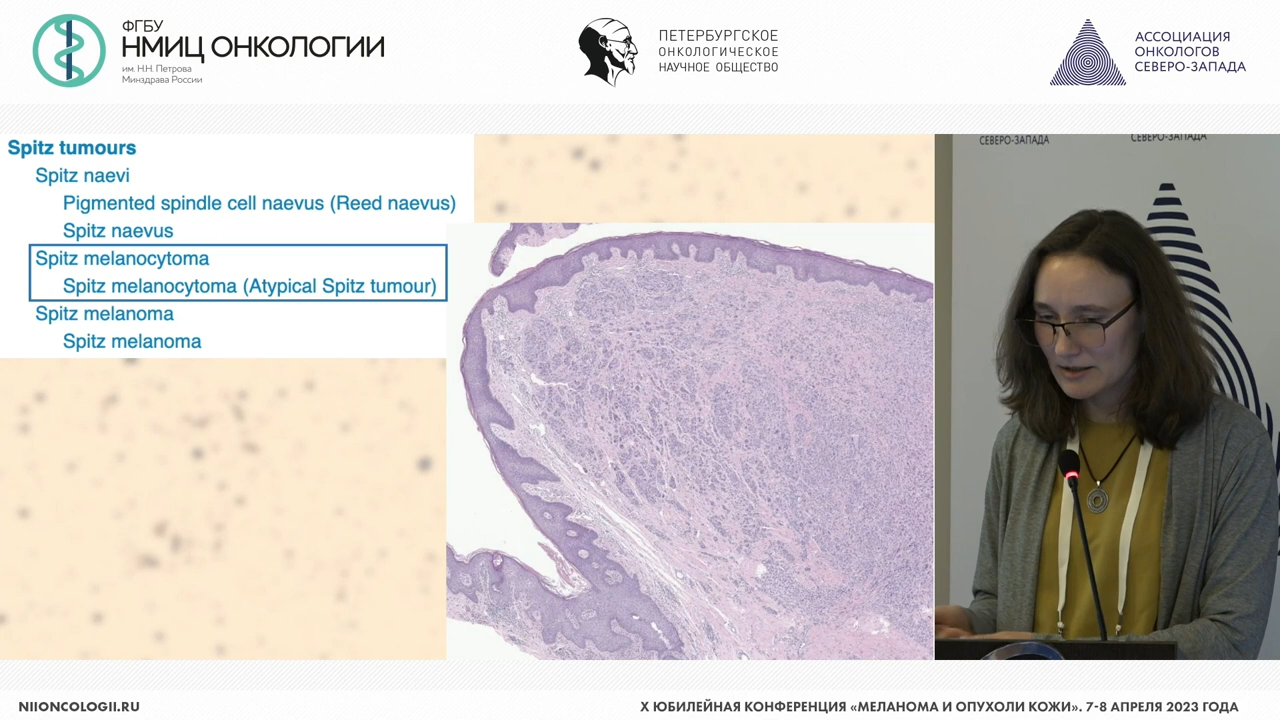 ФГБУ
НМИЦ ОНКОЛОГИИ
им. Н.Н. Петрова
Минздрава России
ПЕТЕРБУРГСКОЕ
ОНКОЛОГИЧЕСКОЕ
НАУЧНОЕ ОБЩЕСТВО
АССОЦИАЦИЯ
ОНКОЛОГОВ
СЕВЕРО-ЗАПАДА
Spitz tumours
Spitz naevi
Pigmented spindle cell naevus (Reed naevus)
Spitz naevus
Spitz melanocytoma
Spitz melanocytoma (Atypical Spitz tumour)
Spitz melanoma
Spitz melanoma
СЕВЕРО-ЗАПАДА
СЕВЕРО-ЗАПАДА
NIIONCOLOGII.RU
X ЮБИЛЕЙНАЯ КОНФЕРЕНЦИЯ «МЕЛАНОМА И ОПУХОЛИ КОЖИ». 7-8 АПРЕЛЯ 2023 ГОДА